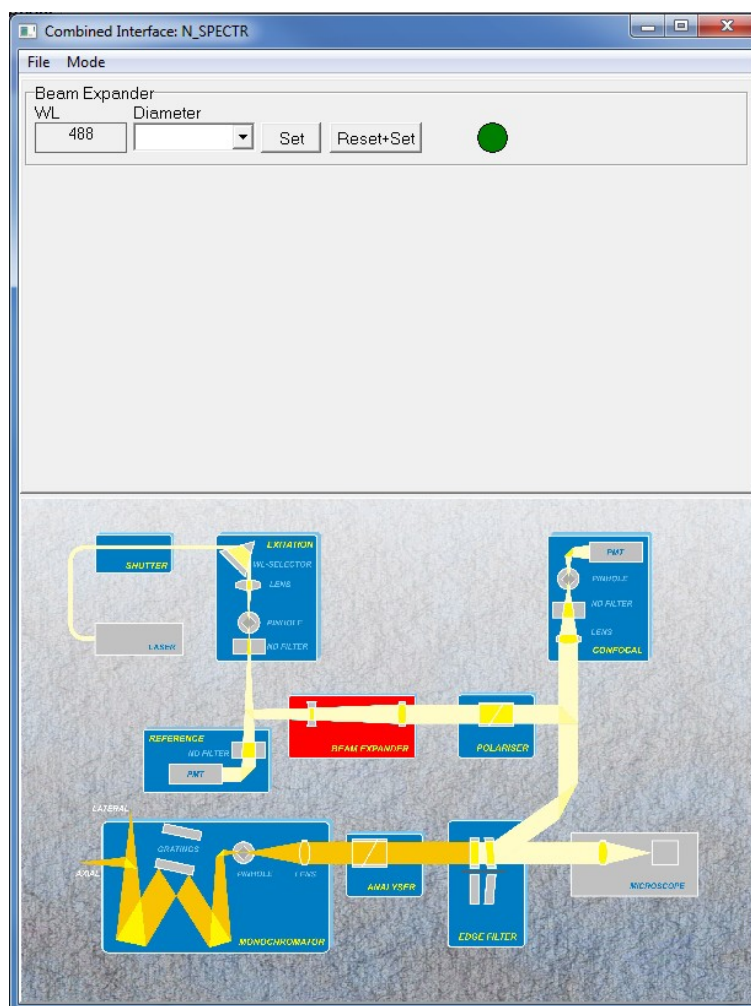 Combined Interface: N_SPECTR
File Mode
Beam Expander
WL Diameter
488 Set Reset+Set
EXITATION
WL-SELECTOR
SHUTTER
LENS
PINHOLE
LASER
ND FILTER
PMT
PINHOLE
ND FILTER
LENS
CONFOCAL
REFERENCE
ND FILTER
PMT
BEAM EXPANDER
POLARISER
LATERAL
AXIAL
GRATINGS
PINHOLE LENS
MONOCHROMATOR
ANALYSER
EDGE FILTER
MICROSCOPE